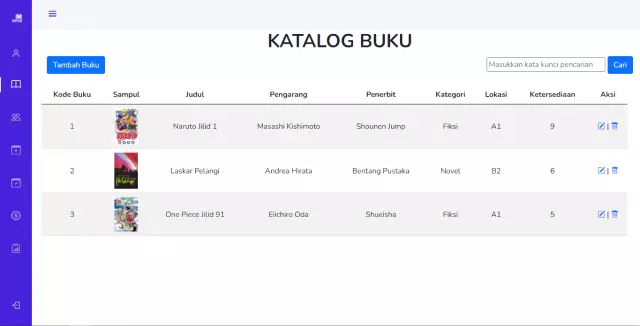 KATALOG BUKU
Tambah Buku
Masukkan kata kunci pencarian Cari
Kode Buku Sampul Judul Pengarang Penerbit Kategori Lokasi Ketersediaan Aksi
1 Naruto Jilid 1 Masashi Kishimoto Shounen Jump Fiksi A1 9 |
2 Laskar Pelangi Andrea Hirata Bentang Pustaka Novel B2 6 |
3 One Piece Jilid 91 Eiichiro Oda Shueisha Fiksi A1 5 |